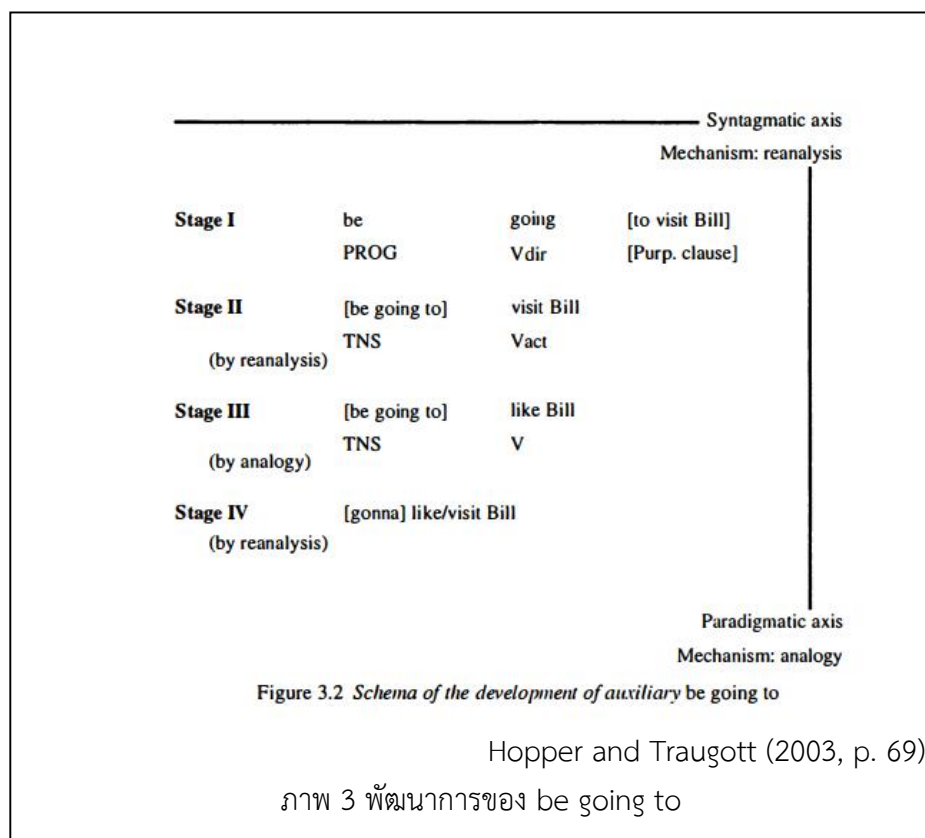 Syntagmatic axis
Mechanism: reanalysis
Stage I be going [to visit Bill]
PROG Vdir [Purp. clause]
Stage II [be going to] visit Bill
TNS Vact
(by reanalysis)
Stage III [be going to] like Bill
TNS V
(by analogy)
Stage IV [gonna] like/visit Bill
(by reanalysis)
Paradigmatic axis
Mechanism: analogy
Figure 3.2 Schema of the development of auxiliary be going to
Hopper and Traugott (2003, p. 69)
ภาพ 3 พัฒนาการของ be going to